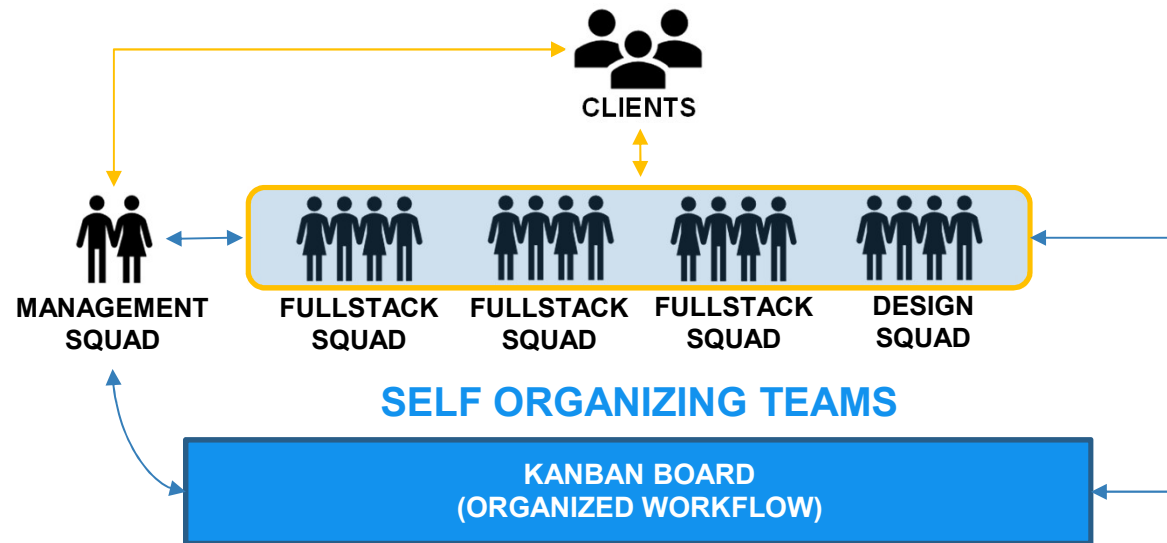 CLIENTS
MANAGEMENT
SQUAD
FULLSTACK
SQUAD
FULLSTACK
SQUAD
FULLSTACK
SQUAD
DESIGN
SQUAD
SELF ORGANIZING TEAMS
KANBAN BOARD
(ORGANIZED WORKFLOW)